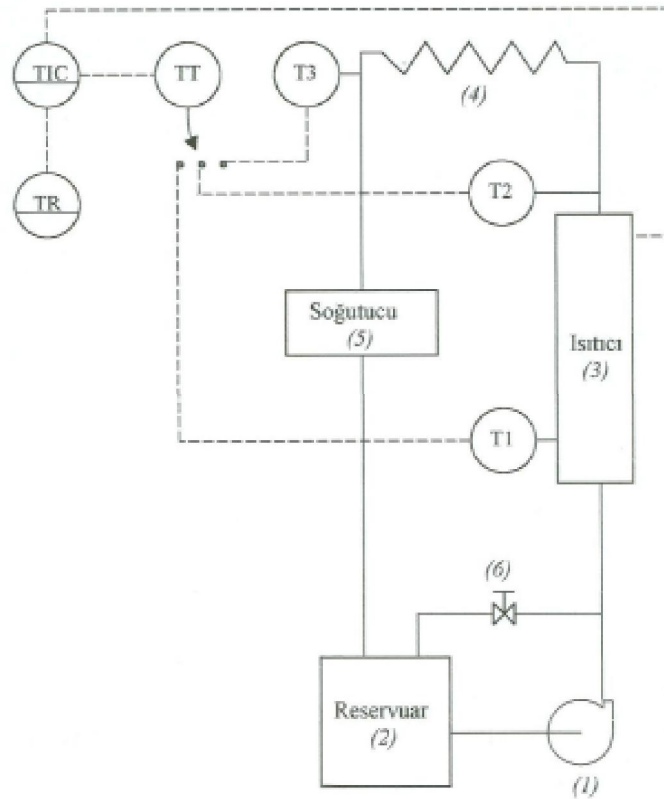 TIC
TT
T3
(4)
TR
T2
Soğutucu
(5)
Isıtıcı
(3)
T1
(6)
Reservuar
(2)
(1)